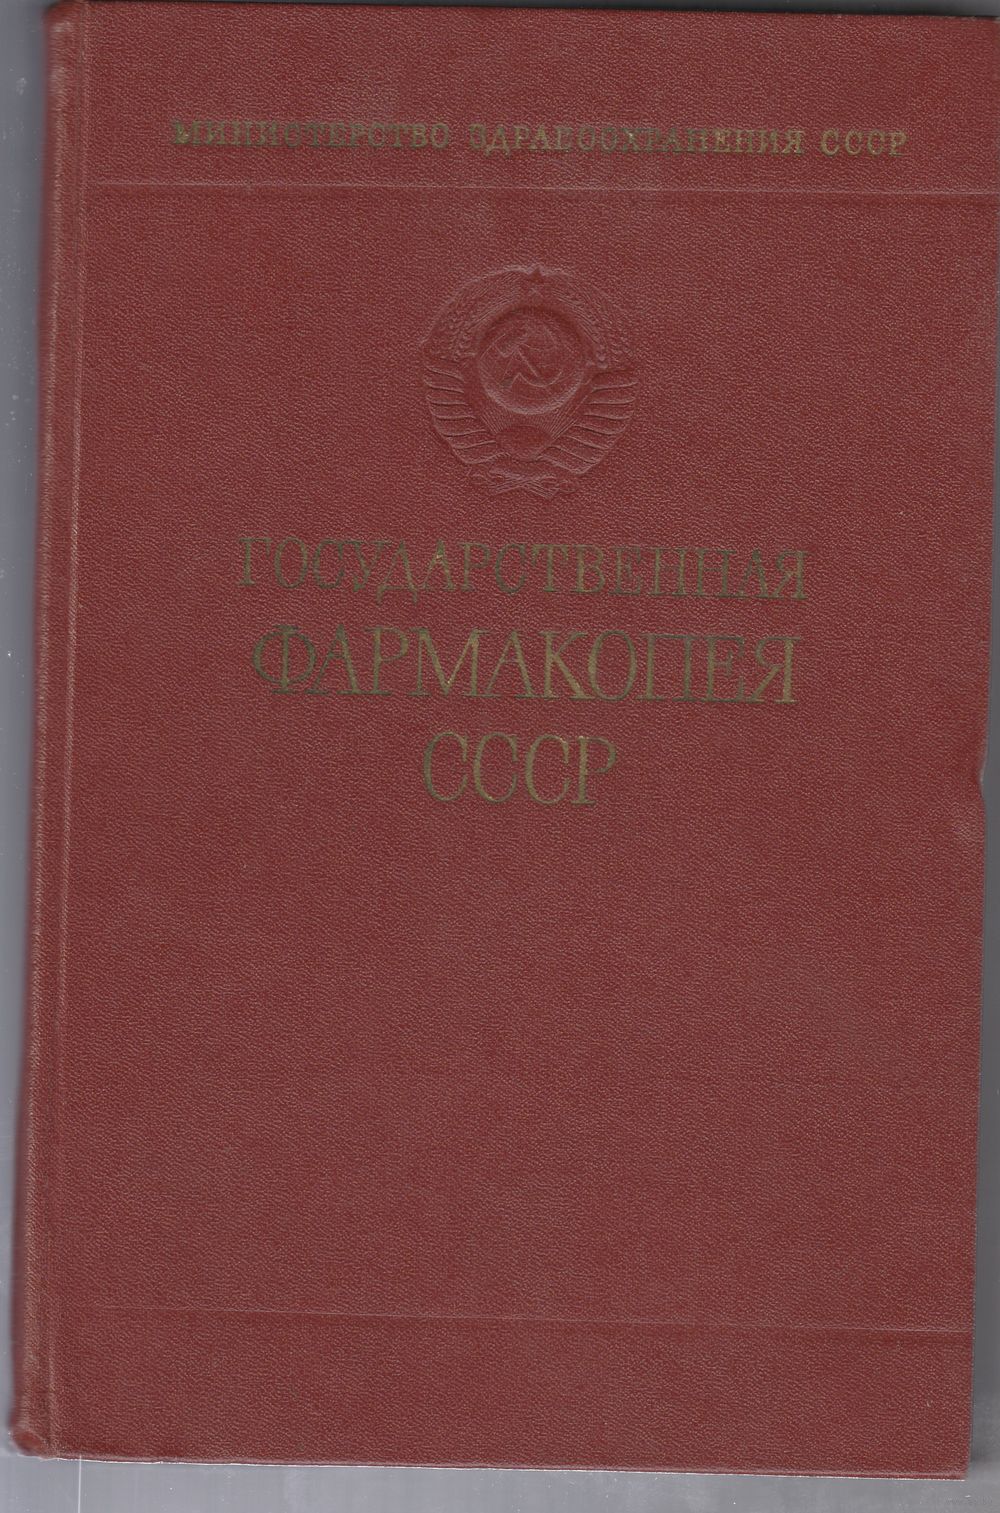 МИНИСТЕРСТВО ЗДРАВООХРАНЕНИЯ СССР
ГОСУДАРСТВЕННАЯ
ФАРМАКОПЕЯ
СССР